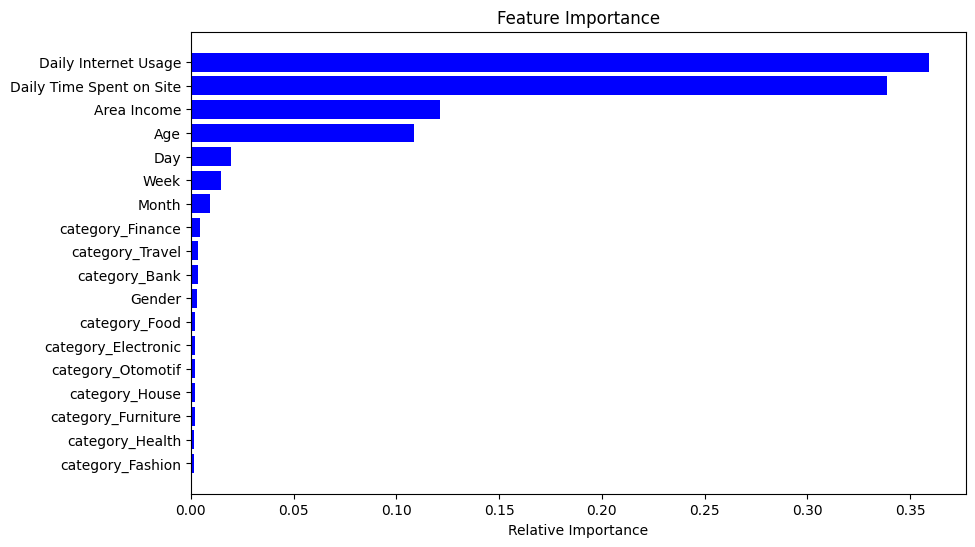 Feature Importance
Daily Internet Usage
Daily Time Spent on Site
Area Income
Age
Day
Week
Month
category_Finance
category_Travel
category_Bank
Gender
category_Food
category_Electronic
category_Otomotif
category_House
category_Furniture
category_Health
category_Fashion
0.00 0.05 0.10 0.15 0.20 0.25 0.30 0.35
Relative Importance